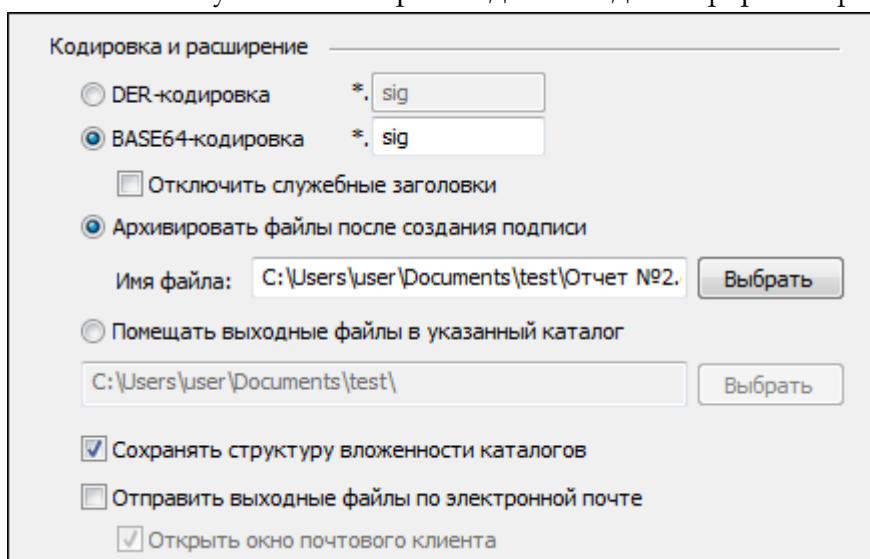 Кодировка и расширение
DER-кодировка *. sig
BASE64-кодировка *. sig
Отключить служебные заголовки
Архивировать файлы после создания подписи
Имя файла: C:\Users\user\Documents\test\Отчет №2. Выбрать
Помещать выходные файлы в указанный каталог
C:\Users\user\Documents\test\ Выбрать
Сохранять структуру вложенности каталогов
Отправить выходные файлы по электронной почте
Открыть окно почтового клиента